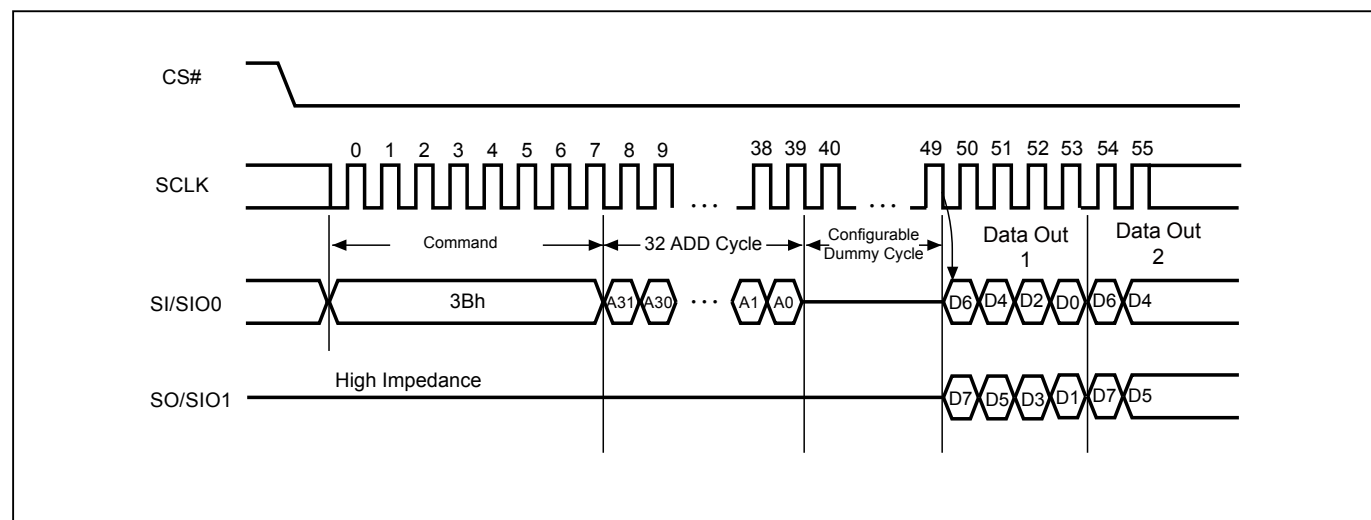 CS#
0 1 2 3 4 5 6 7 8 9 38 39 40 49 50 51 52 53 54 55
SCLK
... ...
Command 32 ADD Cycle Configurable Dummy Cycle Data Out 1 Data Out 2
SI/SIO0 3Bh A31 A30 ... A1 A0 D6 D4 D2 D0 D6 D4
High Impedance
SO/SIO1 D7 D5 D3 D1 D7 D5